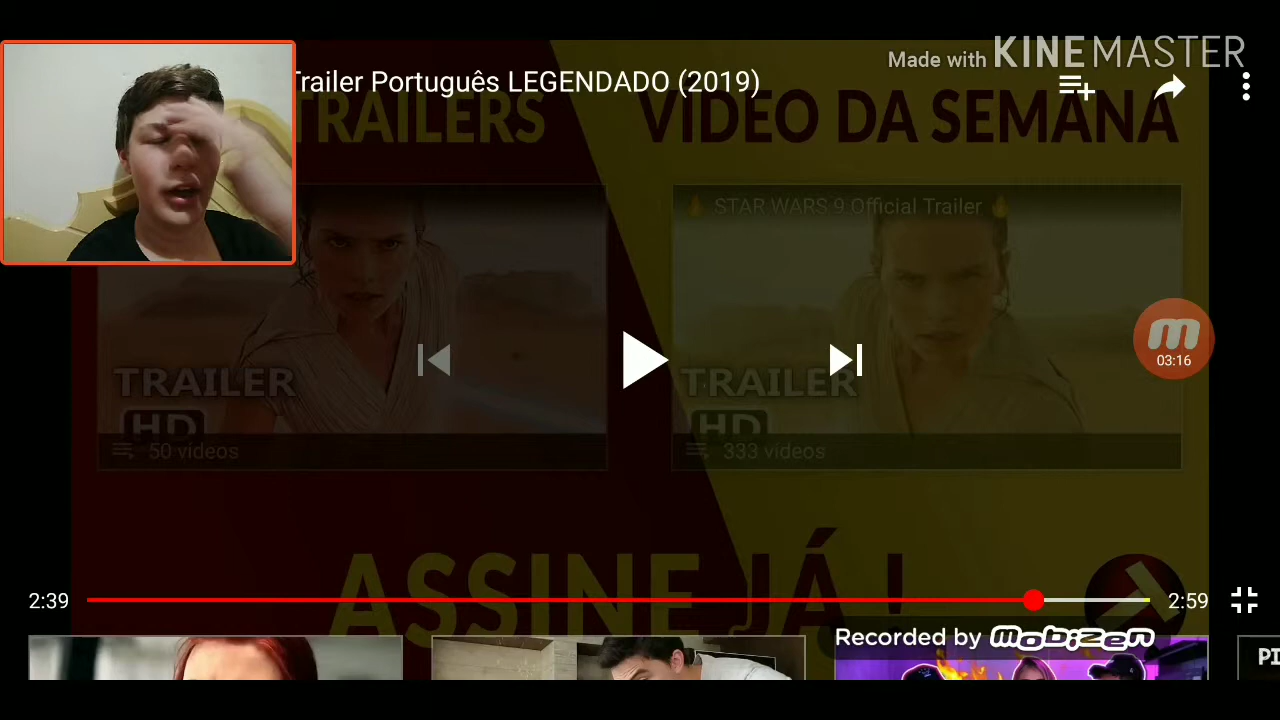 Made with KINEMASTER
Trailer Português LEGENDADO (2019)
TRAILERS
VIDEO DA SEMANA
STAR WARS 9 Official Trailer
TRAILER
HD
50 videos
TRAILER
HD
333 videos
03:16
ASSINE JÁ !
2:39
2:59
Recorded by mobizen